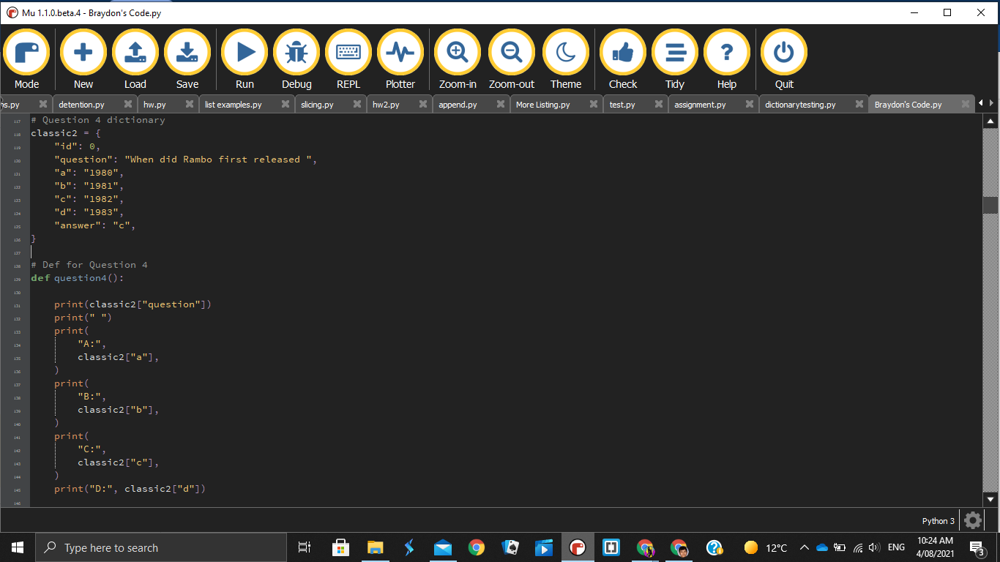 Mu 1.1.0.beta.4 - Braydon's Code.py
Mode New Load Save Run Debug REPL Plotter Zoom-in Zoom-out Theme Check Tidy Help Quit
ns.py detention.py hw.py list examples.py slicing.py hw2.py append.py More Listing.py test.py assignment.py dictionarytesting.py Braydon's Code.py
117 # Question 4 dictionary
118 classic2 = {
119     "id": 0,
120     "question": "When did Rambo first released ",
121     "a": "1980",
122     "b": "1981",
123     "c": "1982",
124     "d": "1983",
125     "answer": "c",
126 }
127
128 # Def for Question 4
129 def question4():
130
131     print(classic2["question"])
132     print(" ")
133     print(
134         "A:",
135         classic2["a"],
136     )
137     print(
138         "B:",
139         classic2["b"],
140     )
141     print(
142         "C:",
143         classic2["c"],
144     )
145     print("D:", classic2["d"])
146
Python 3
Type here to search
12°C
ENG
10:24 AM
4/08/2021
3